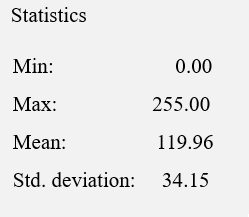 Statistics
Min: 0.00
Max: 255.00
Mean: 119.96
Std. deviation: 34.15